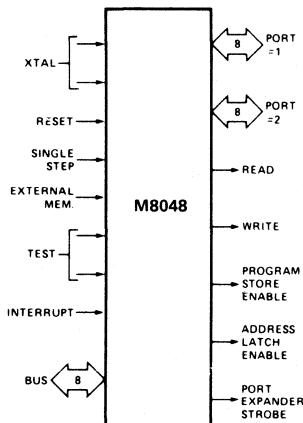 XTAL
RESET
SINGLE
STEP
EXTERNAL
MEM.
TEST
INTERRUPT
BUS
8
M8048
8
PORT
=1
8
PORT
=2
READ
WRITE
PROGRAM
STORE
ENABLE
ADDRESS
LATCH
ENABLE
PORT
EXPANDER
STROBE